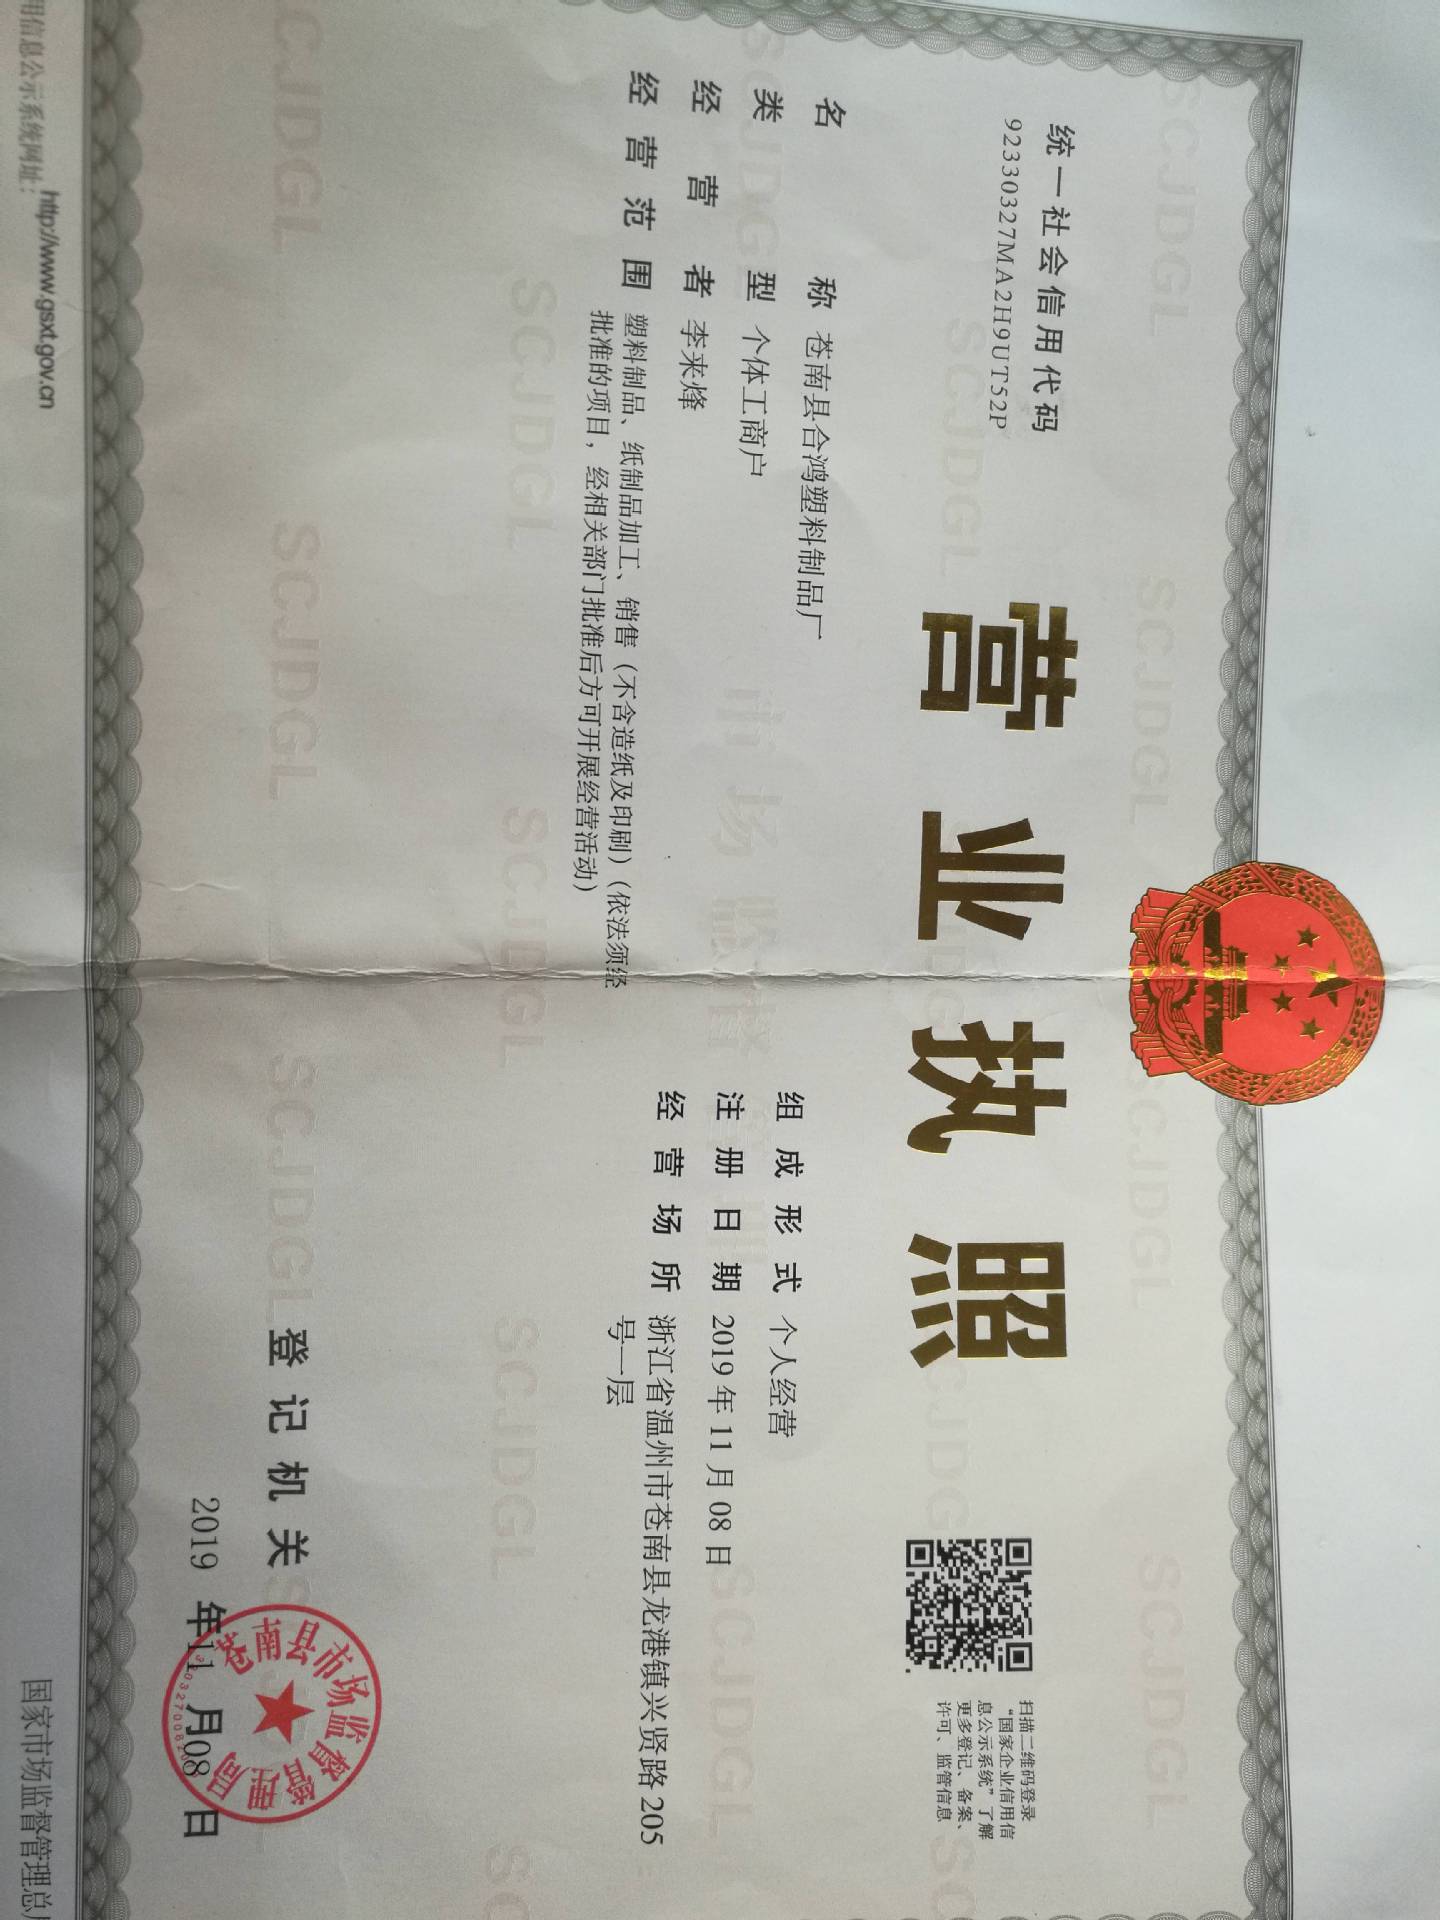 统一社会信用代码
92330327MA2H9UT52P
营业执照
扫描二维码登录
“国家企业信用信
息公示系统”了解
更多登记、备案、
许可、监管信息
名称 苍南县合鸿塑料制品厂
类型 个体工商户
经营者 李来烽
经营范围 塑料制品、纸制品加工、销售（不含造纸及印刷）（依法须经
批准的项目，经相关部门批准后方可开展经营活动）
组成形式 个人经营
注册日期 2019年11月08日
经营场所 浙江省温州市苍南县龙港镇兴贤路205
号一层
登记机关
苍南县市场监督管理局
2019年11月08日
用信息公示系统网址：http://www.gsxt.gov.cn
国家市场监督管理总